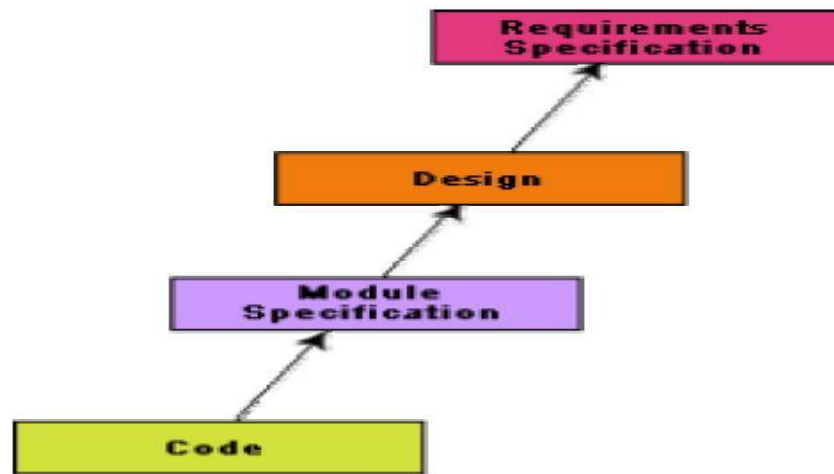 Requirements
Specification
Design
Module
Specification
Code